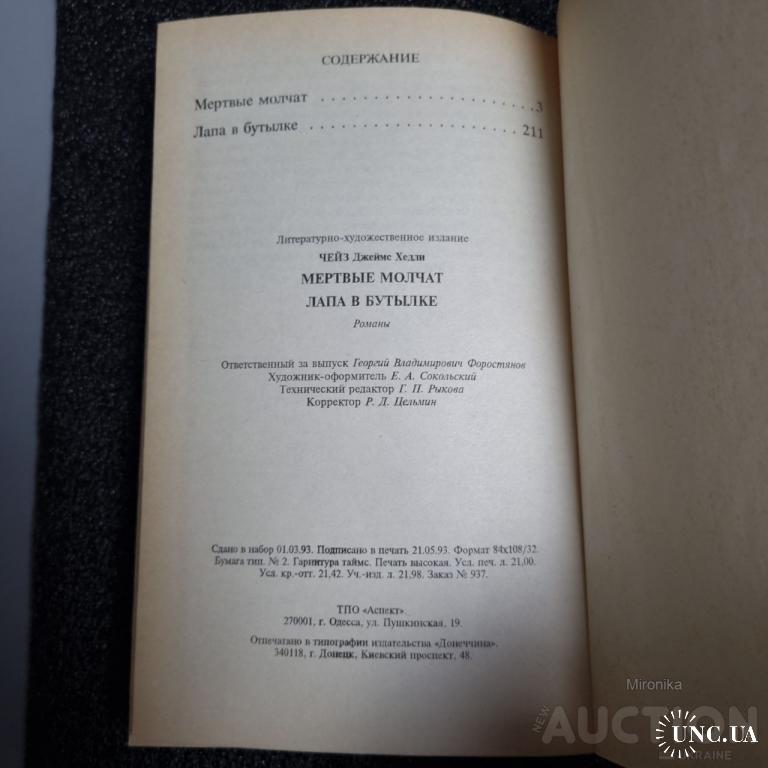 СОДЕРЖАНИЕ
Мертвые молчат . . . . . . . . . . . . . . . . . . . . . 3
Лапа в бутылке . . . . . . . . . . . . . . . . . . . . 211
Литературно-художественное издание
ЧЕЙЗ Джеймс Хедли
МЕРТВЫЕ МОЛЧАТ
ЛАПА В БУТЫЛКЕ
Романы
Ответственный за выпуск Георгий Владимирович Форостянов
Художник-оформитель Е. А. Сокольский
Технический редактор Г. П. Рыкова
Корректор Р. Л. Цельмин
Сдано в набор 01.03.93. Подписано в печать 21.05.93. Формат 84x108/32.
Бумага тип. № 2. Гарнитура таймс. Печать высокая. Усл. печ. л. 21,00.
Усл. кр.-отт. 21,42. Уч.-изд. л. 21,98. Заказ № 937.
ТПО «Аспект».
270001, г. Одесса, ул. Пушкинская, 19.
Отпечатано в типографии издательства «Донеччина».
340118, г. Донецк, Киевский проспект, 48.
Mironika
NEW
AUCTION
UKRAINE
UNC.UA